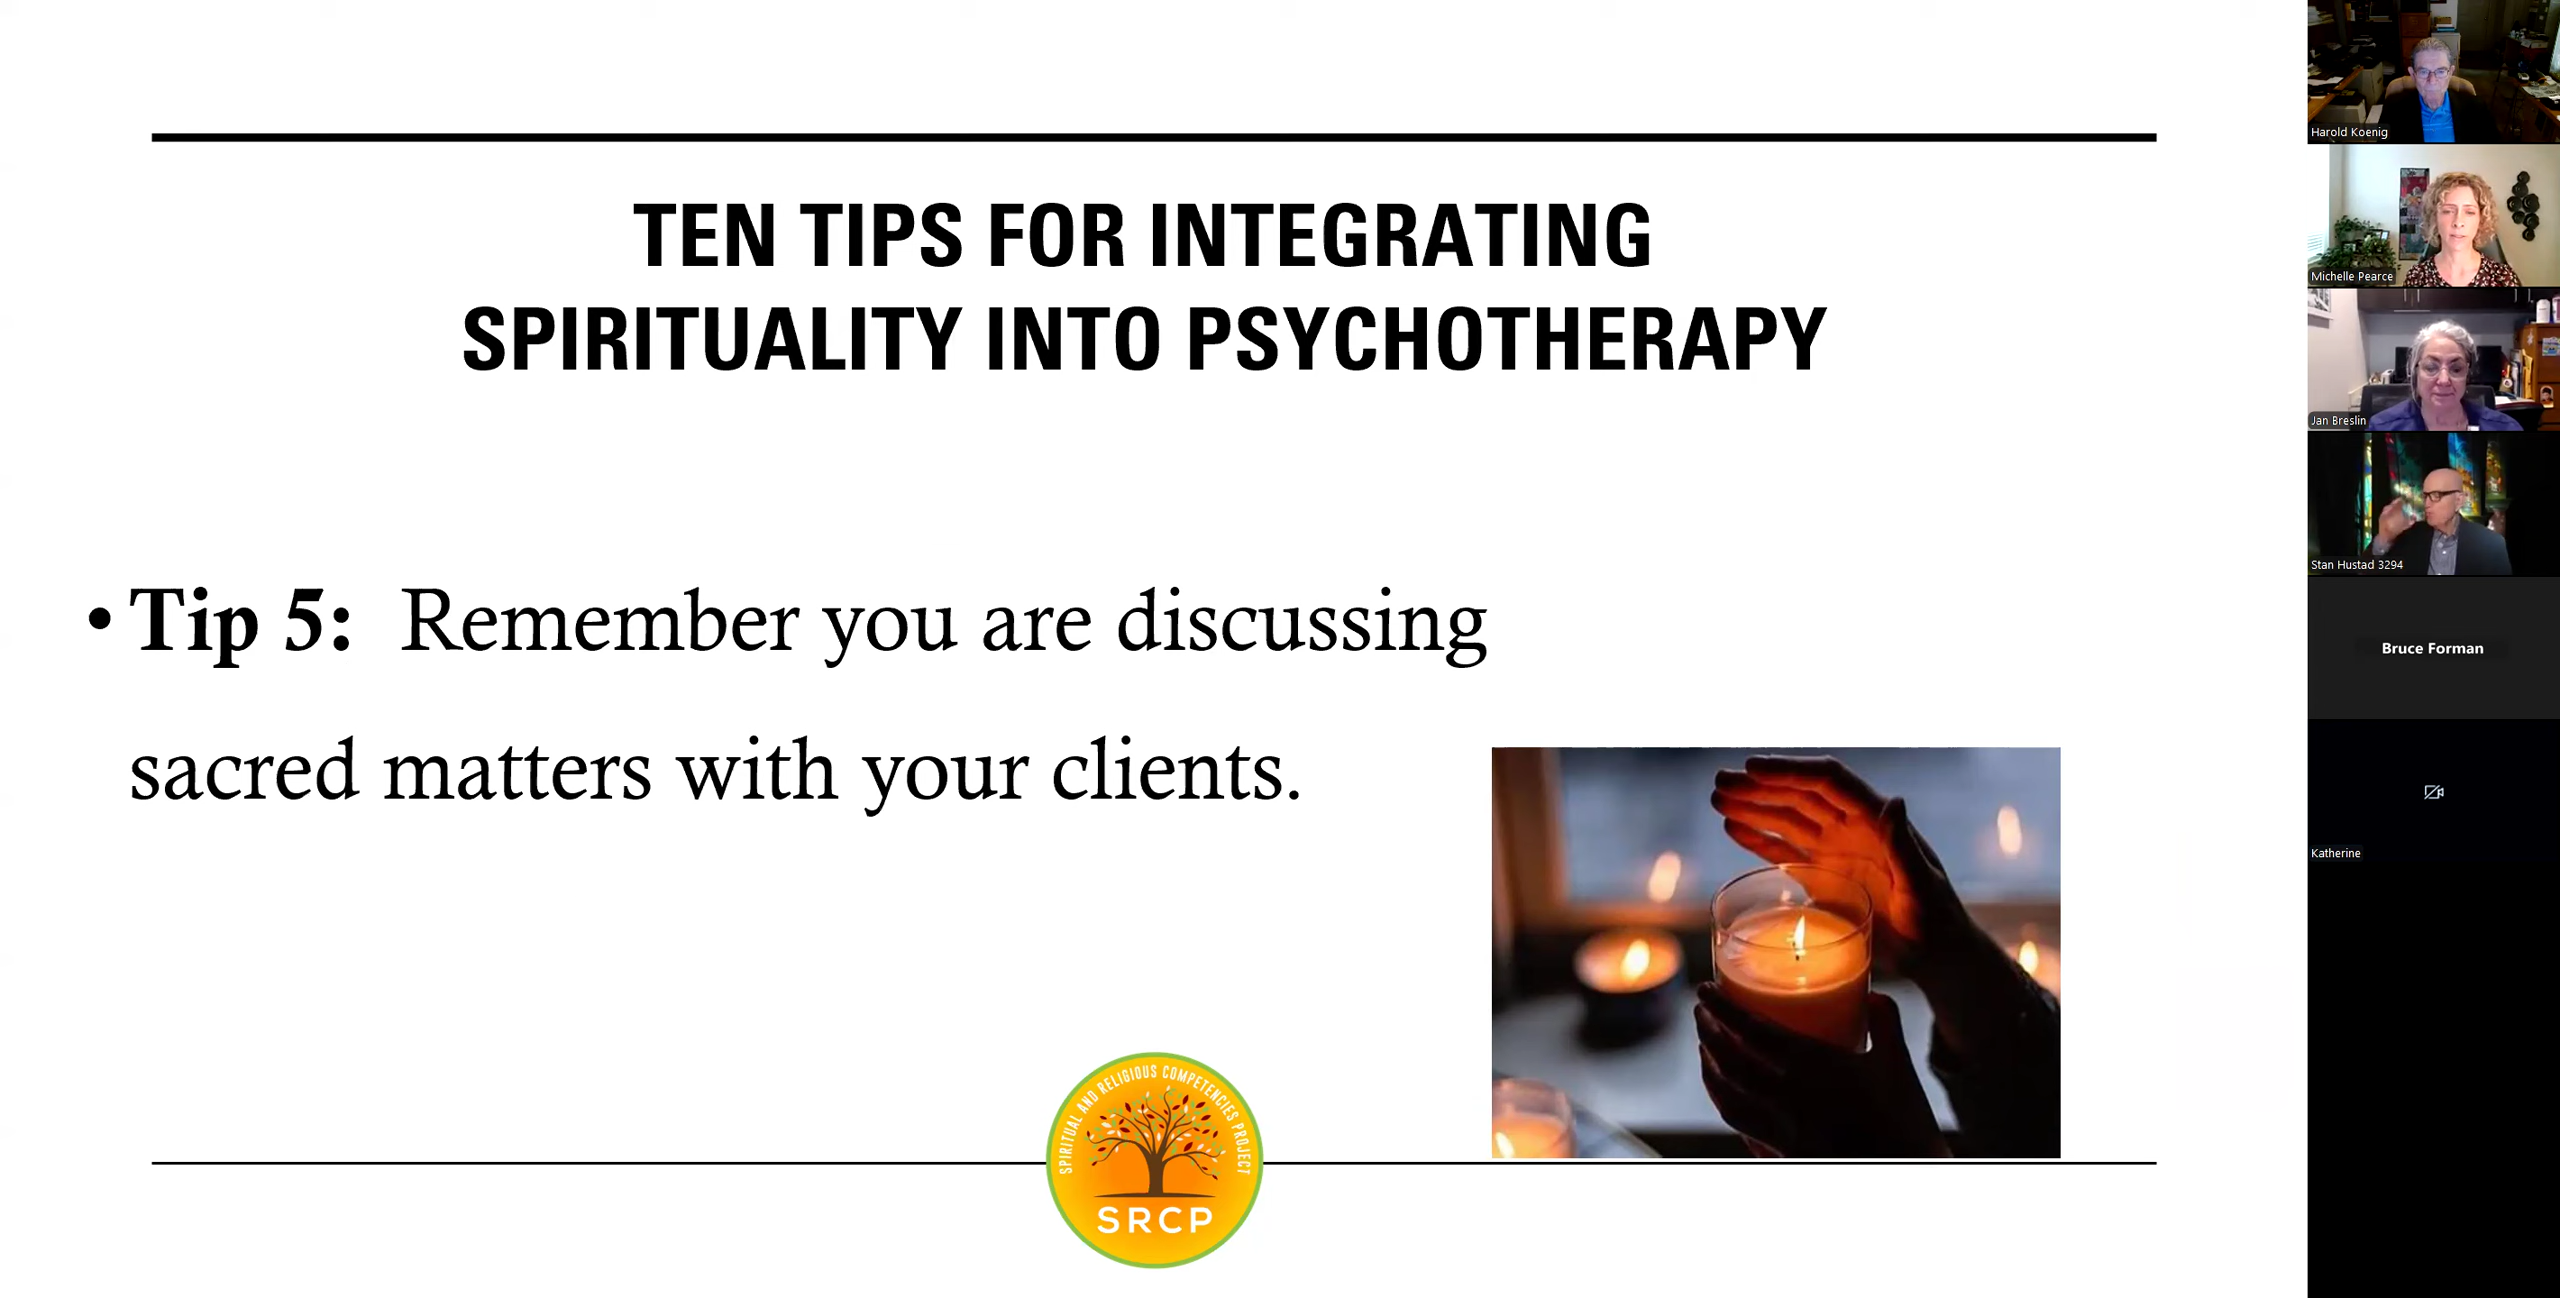 TEN TIPS FOR INTEGRATING
SPIRITUALITY INTO PSYCHOTHERAPY
• Tip 5: Remember you are discussing
sacred matters with your clients.
SPIRITUAL AND RELIGIOUS COMPETENCIES PROJECT
SRCP
Harold Koenig
Michelle Pearce
Jan Breslin
Stan Hustad 3294
Bruce Forman
Katherine